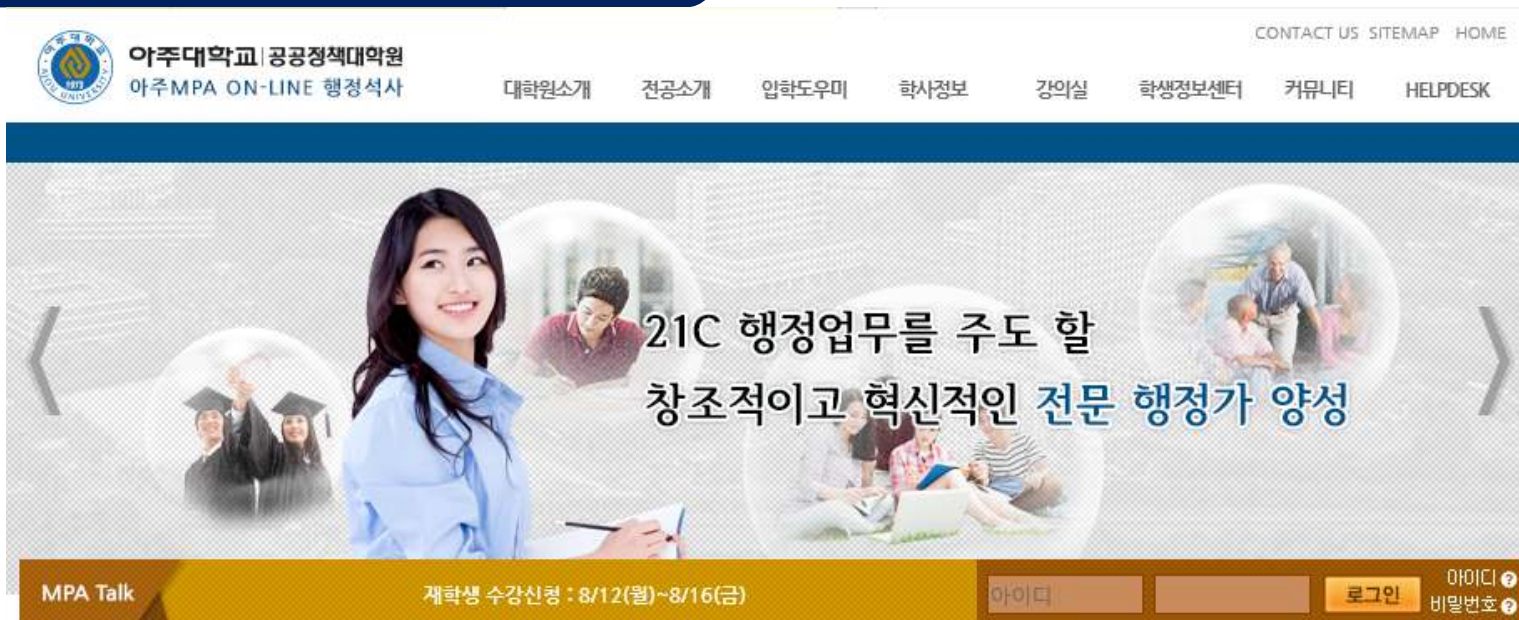 CONTACT US SITEMAP HOME
아주대학교 공공정책대학원
아주MPA ON-LINE 행정석사
대학원소개 전공소개 입학도우미 학사정보 강의실 학생정보센터 커뮤니티 HELPDESK
21C 행정업무를 주도 할
창조적이고 혁신적인 전문 행정가 양성
MPA Talk
재학생 수강신청 : 8/12(월)~8/16(금)
아이디
로그인
아이디 ?
비밀번호 ?